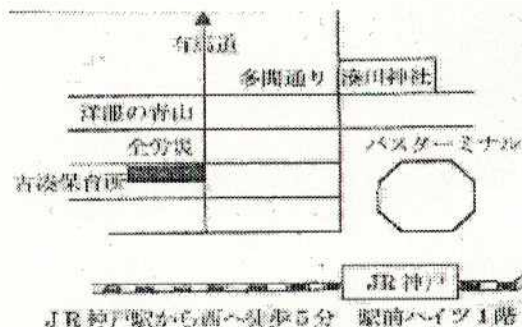 有馬道
多聞通り 湊川神社
洋服の青山
全労災 バスターミナル
古湊保育所
JR神戸
JR神戸駅から西へ徒歩5分 駅前ハイツ1階